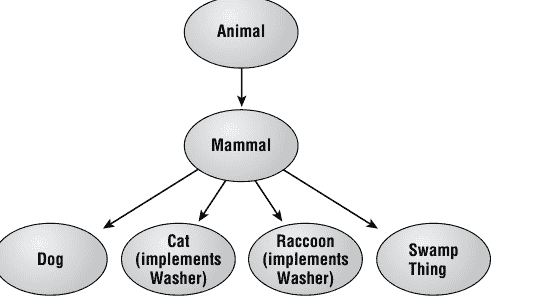 Animal
Mammal
Dog
Cat
(implements
Washer)
Raccoon
(implements
Washer)
Swamp
Thing